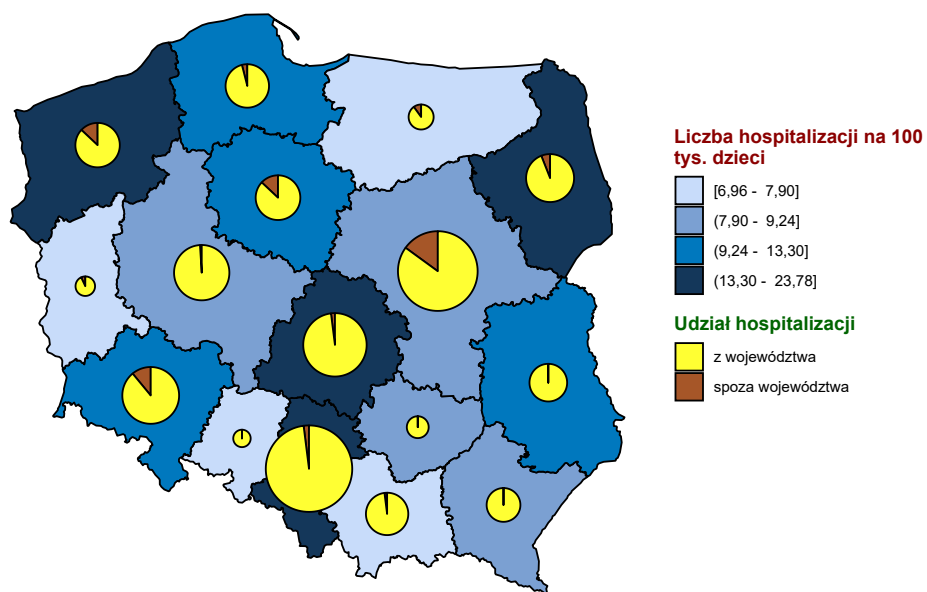 Liczba hospitalizacji na 100
tys. dzieci
[6,96 - 7,90]
(7,90 - 9,24]
(9,24 - 13,30]
(13,30 - 23,78]
Udział hospitalizacji
z województwa
spoza województwa